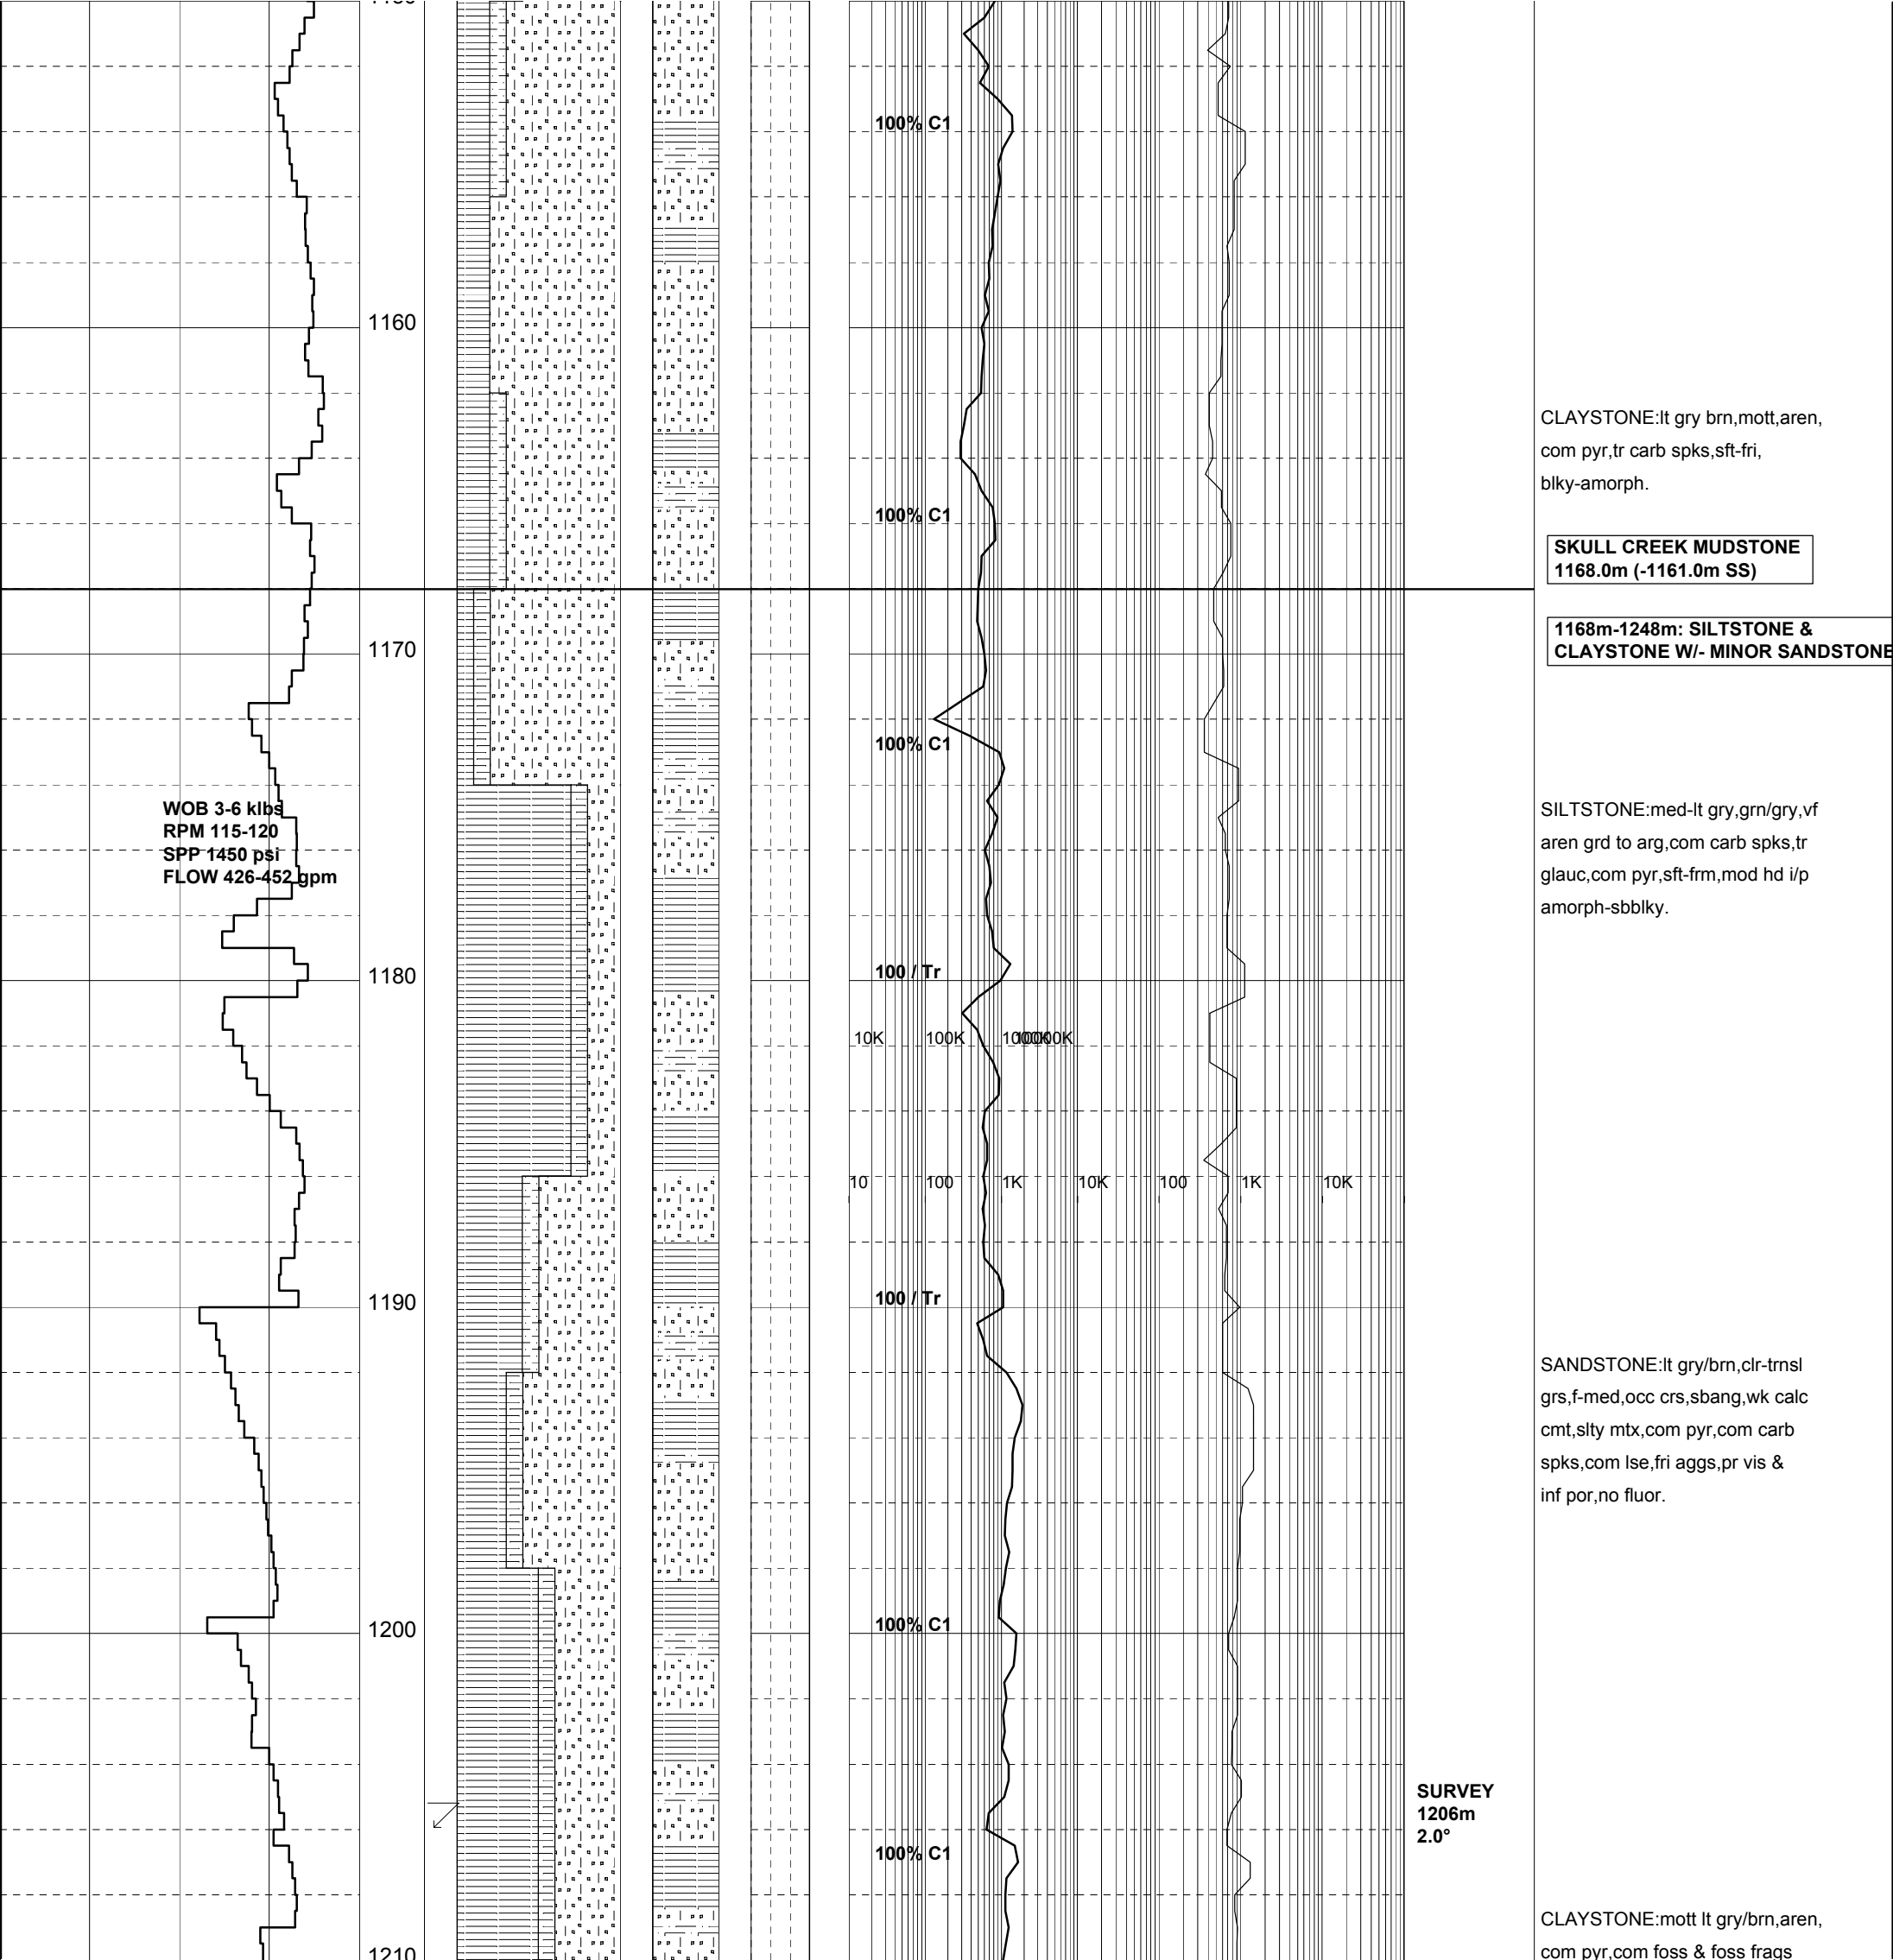 100% C1
1160
CLAYSTONE:lt gry brn,mott,aren,
com pyr,tr carb spks,sft-fri,
blky-amorph.
100% C1
SKULL CREEK MUDSTONE
1168.0m (-1161.0m SS)
1168m-1248m: SILTSTONE &
CLAYSTONE W/- MINOR SANDSTONE
1170
100% C1
WOB 3-6 klbs
RPM 115-120
SPP 1450 psi
FLOW 426-452 gpm
SILTSTONE:med-lt gry,grn/gry,vf
aren grd to arg,com carb spks,tr
glauc,com pyr,sft-frm,mod hd i/p
amorph-sbblky.
1180
100 / Tr
10K 100K
10 100 1K 10K 100 1K 10K
1190
100 / Tr
SANDSTONE:lt gry/brn,clr-trnsl
grs,f-med,occ crs,sbang,wk calc
cmt,slty mtx,com pyr,com carb
spks,com lse,fri aggs,pr vis &
inf por,no fluor.
1200
100% C1
SURVEY
1206m
2.0°
100% C1
CLAYSTONE:mott lt gry/brn,aren,
com pyr,com foss & foss frags
1210